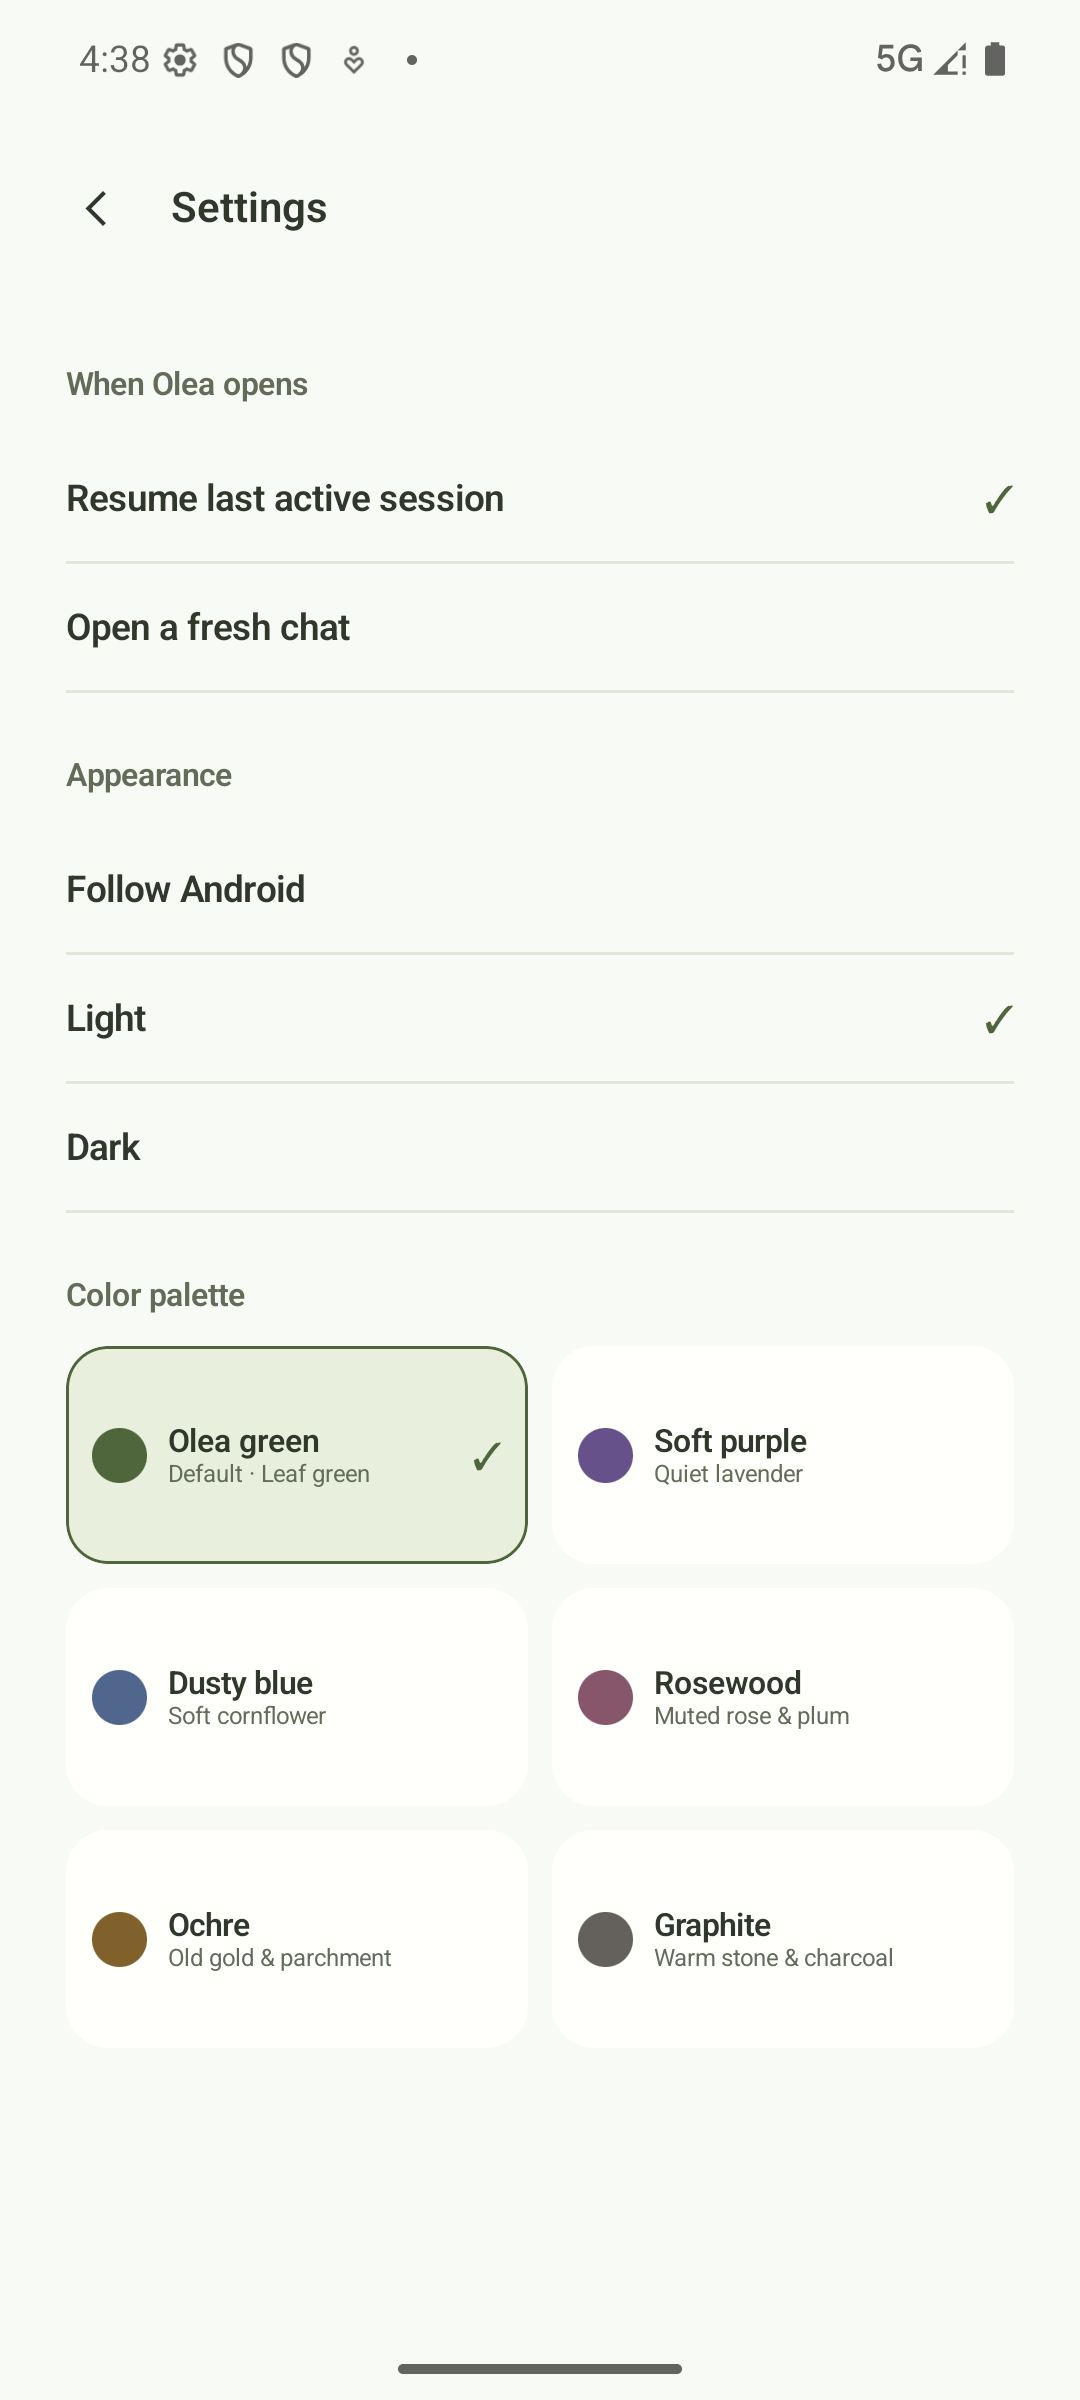 4:38
5G
Settings
When Olea opens
Resume last active session ✓
Open a fresh chat
Appearance
Follow Android
Light ✓
Dark
Color palette
Olea green ✓
Default · Leaf green
Soft purple
Quiet lavender
Dusty blue
Soft cornflower
Rosewood
Muted rose & plum
Ochre
Old gold & parchment
Graphite
Warm stone & charcoal